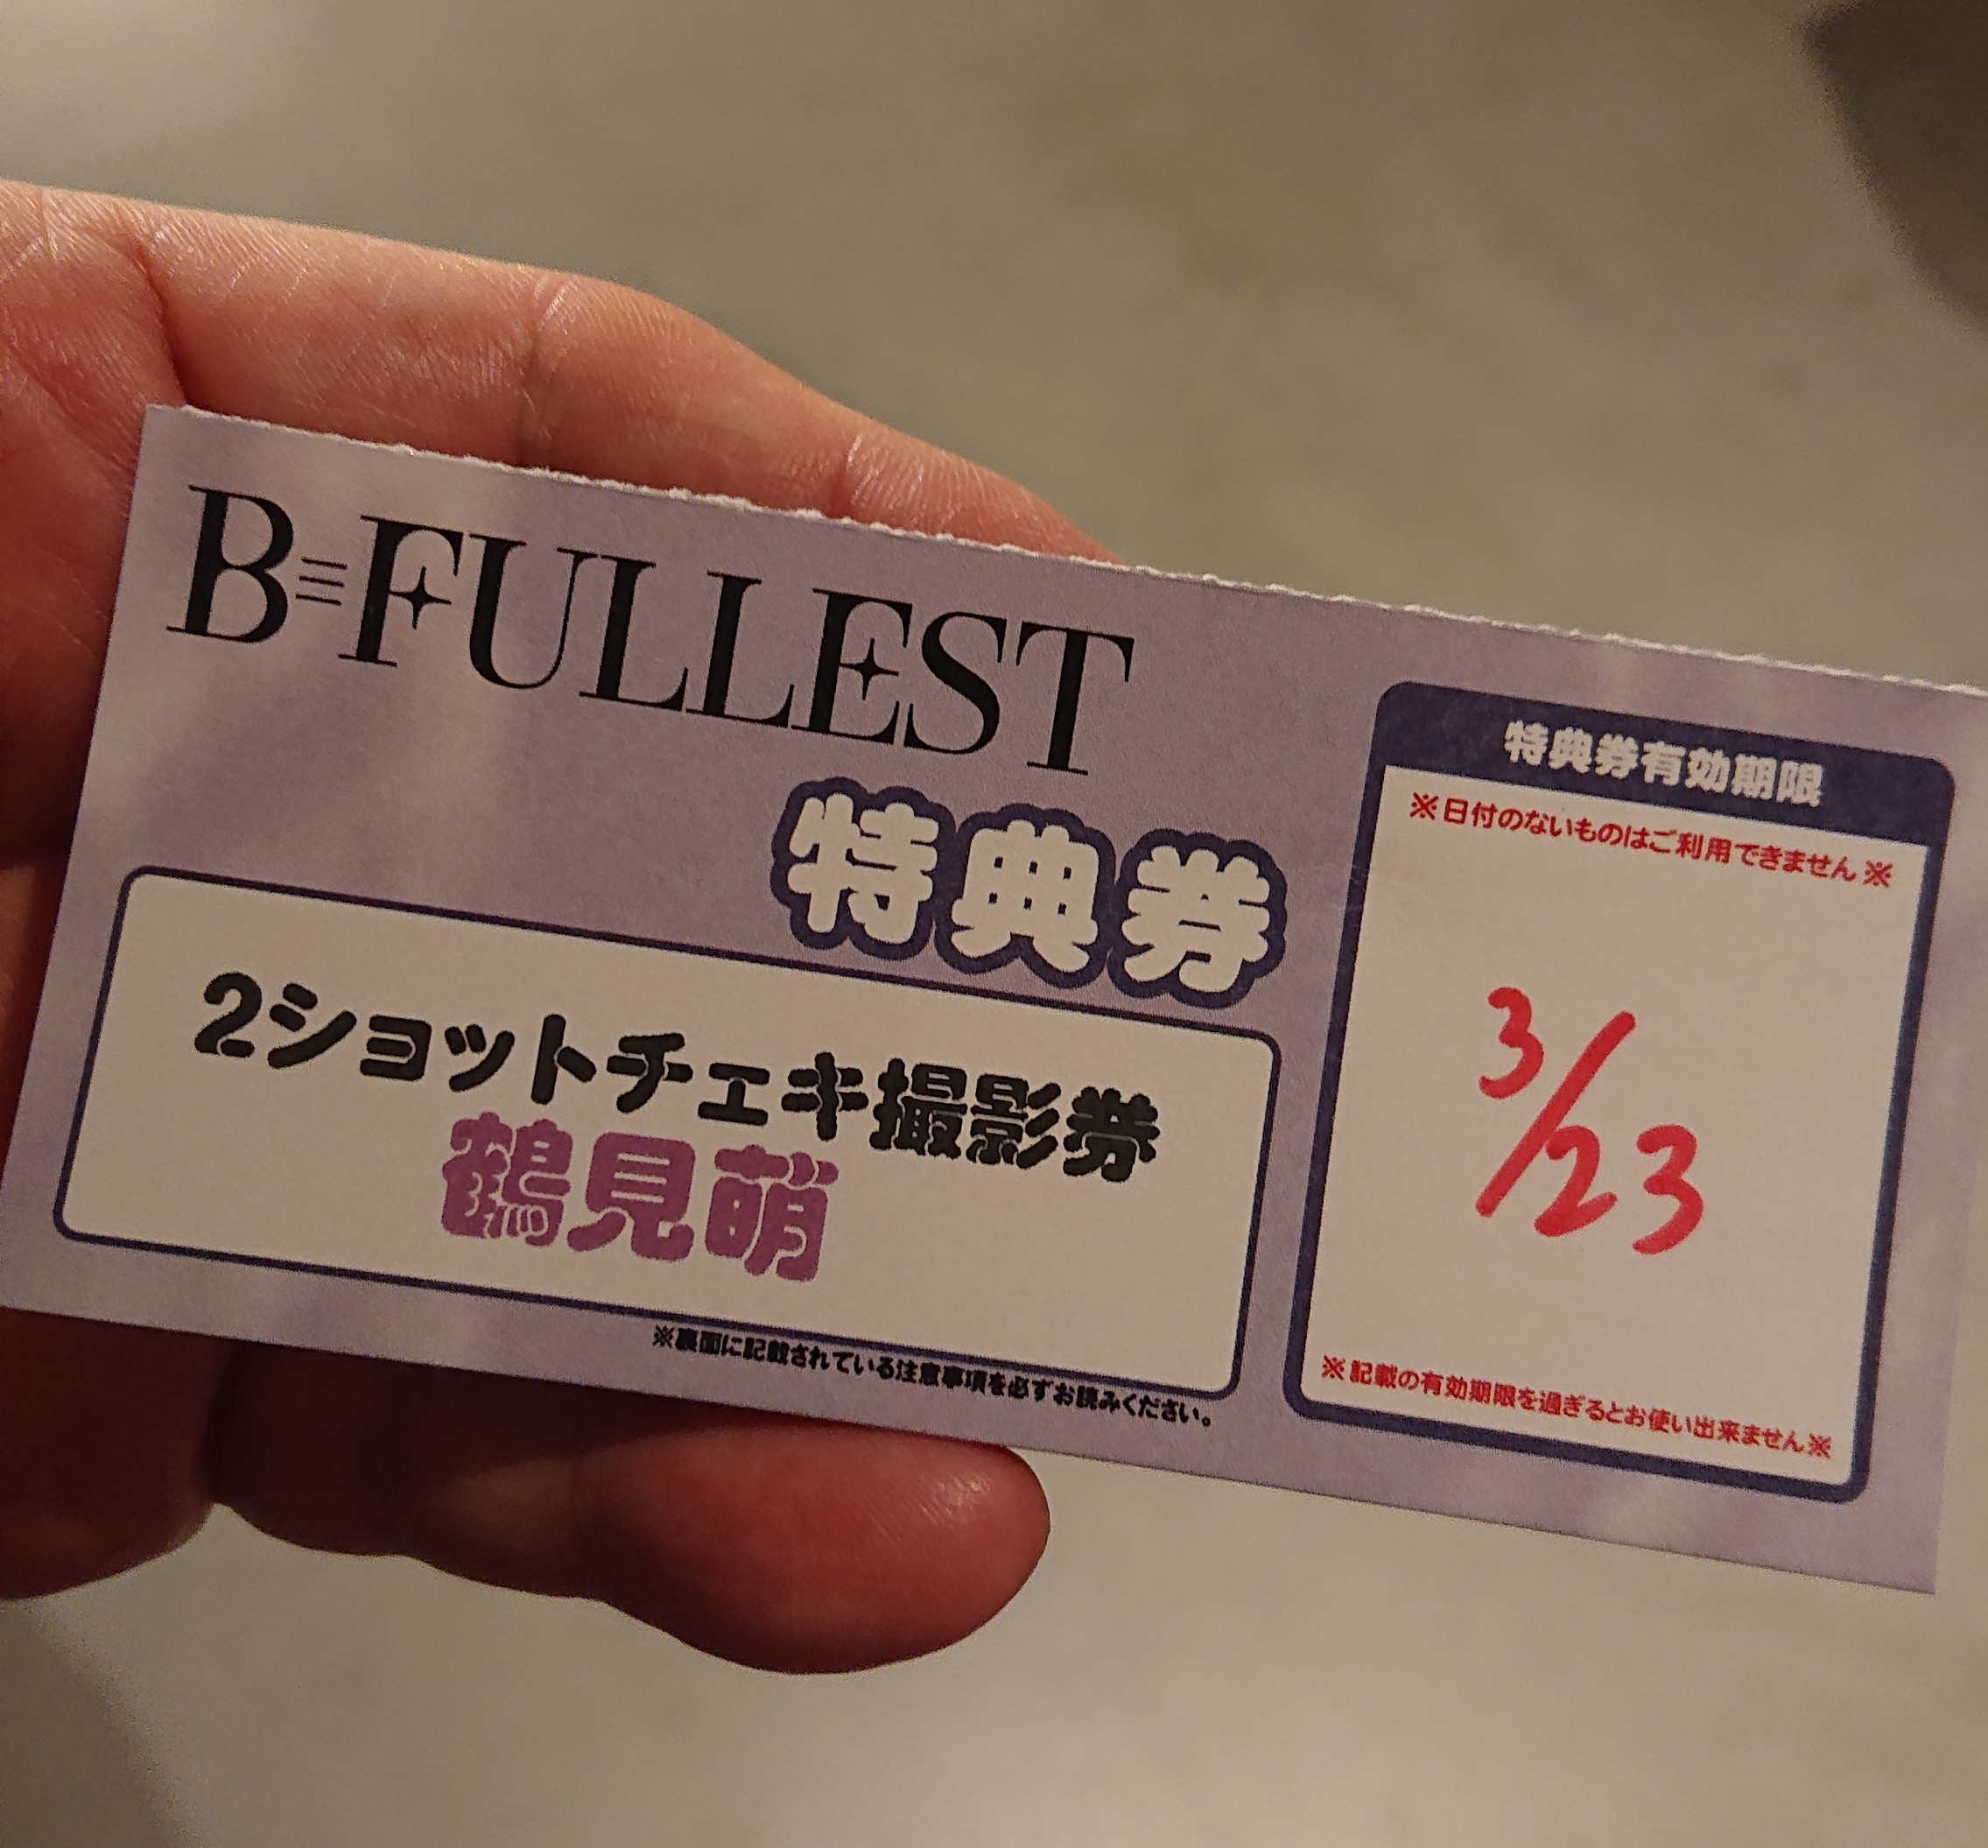 B≡FULLEST
特典券
2ショットチェキ撮影券
鶴見萌
※裏面に記載されている注意事項を必ずお読みください。
特典券有効期限
※日付のないものはご利用できません※
3/23
※記載の有効期限を過ぎるとお使い出来ません※